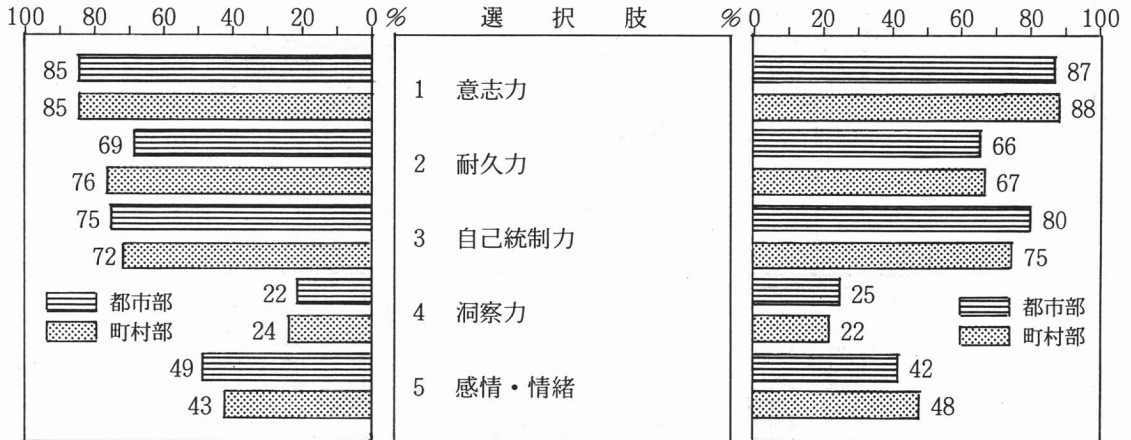 100 80 60 40 20 0 % 選択肢 % 0 20 40 60 80 100
85 87
1 意志力
85 88
69 66
2 耐久力
76 67
75 80
3 自己統制力
72 75
都市部 22 25 都市部
4 洞察力
町村部 24 22 町村部
49 42
5 感情・情緒
43 48